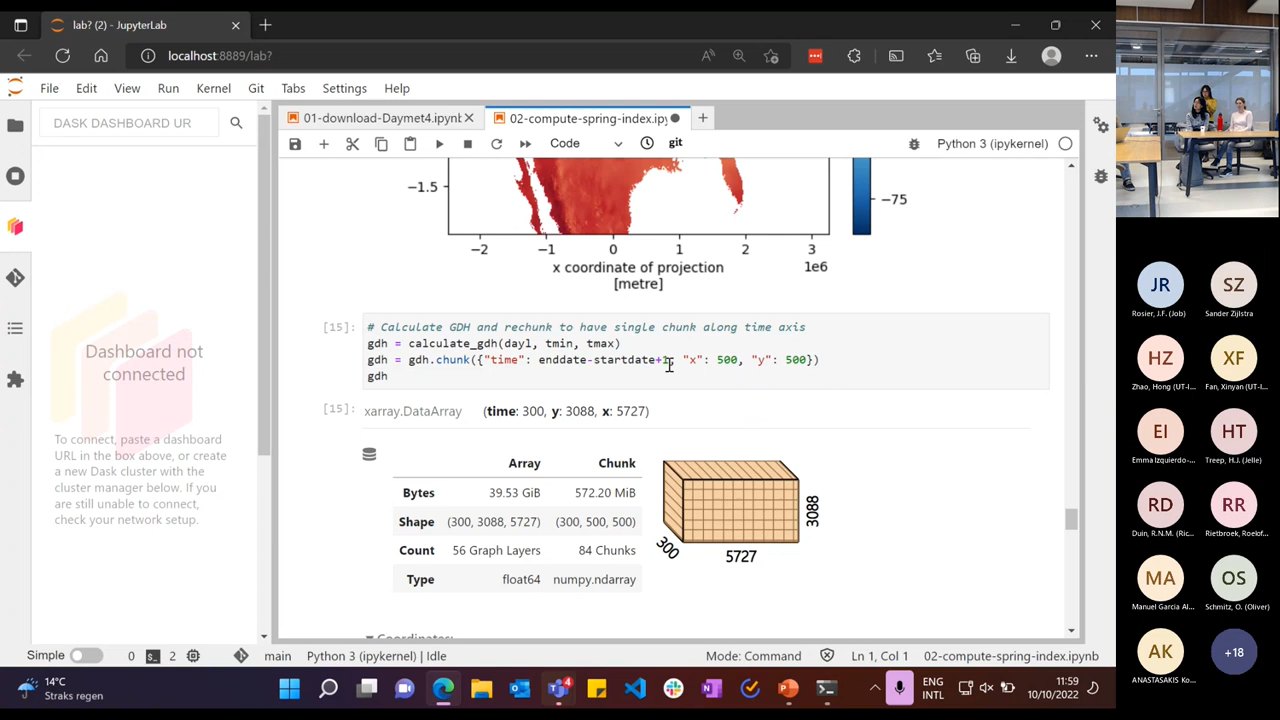 lab? (2) - JupyterLab
localhost:8889/lab?
File Edit View Run Kernel Git Tabs Settings Help
DASK DASHBOARD UR
01-download-Daymet4.ipynb
02-compute-spring-index.ipy
Code
git
Python 3 (ipykernel)
−1.5
−75
−2 −1 0 1 2 3
x coordinate of projection
1e6
[metre]
[15]:
# Calculate GDH and rechunk to have single chunk along time axis
gdh = calculate_gdh(dayl, tmin, tmax)
gdh = gdh.chunk({"time": enddate-startdate+1, "x": 500, "y": 500})
gdh
[15]:
xarray.DataArray (time: 300, y: 3088, x: 5727)
Array Chunk
Bytes 39.53 GiB 572.20 MiB
Shape (300, 3088, 5727) (300, 500, 500)
Count 56 Graph Layers 84 Chunks
Type float64 numpy.ndarray
300
5727
3088
Coordinates:
Dashboard
not
connected
To connect, paste a dashboard
URL in the box above, or create
a new Dask cluster with the
cluster manager below. If you
are still unable to connect,
check your network setup.
Simple 0 2 main Python 3 (ipykernel) | Idle Mode: Command Ln 1, Col 1 02-compute-spring-index.ipynb
14°C
Straks regen
4
ENG
INTL
11:59
10/10/2022
JR
Rosier, J.F. (Job)
SZ
Sander Zijlstra
HZ
Zhao, Hong (UT-I...
XF
Fan, Xinyan (UT-...
EI
Emma Izquierdo-...
HT
Treep, H.J. (Jelle)
RD
Duin, R.N.M. (Ric...
RR
Rietbroek, Roelof...
MA
Manuel Garcia Al...
OS
Schmitz, O. (Oliver)
AK
ANASTASAKIS Ko...
+18